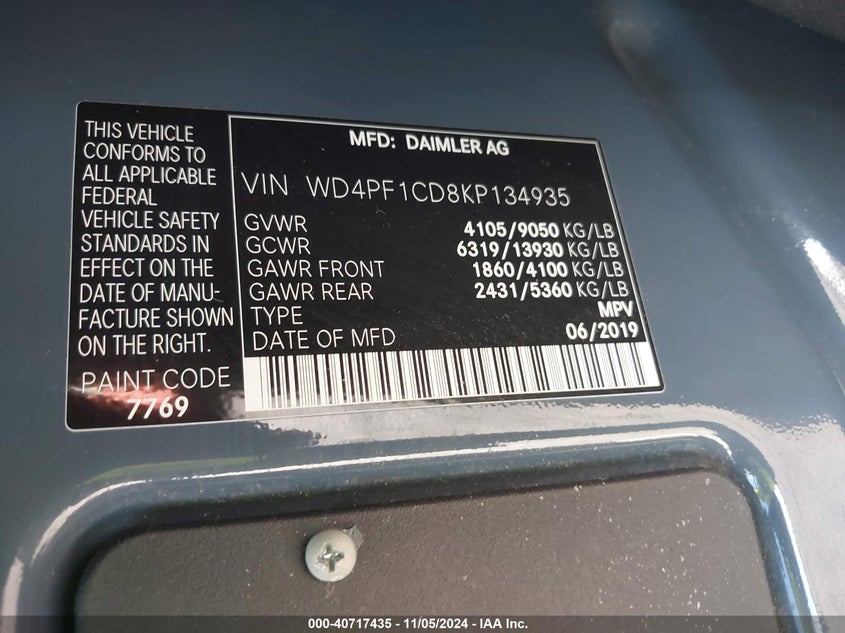 THIS VEHICLE
CONFORMS TO
ALL APPLICABLE
FEDERAL
VEHICLE SAFETY
STANDARDS IN
EFFECT ON THE
DATE OF MANU-
FACTURE SHOWN
ON THE RIGHT.
PAINT CODE
7769
MFD: DAIMLER AG
VIN WD4PF1CD8KP134935
GVWR 4105/9050 KG/LB
GCWR 6319/13930 KG/LB
GAWR FRONT 1860/4100 KG/LB
GAWR REAR 2431/5360 KG/LB
TYPE MPV
DATE OF MFD 06/2019
000-40717435 - 11/05/2024 - IAA Inc.